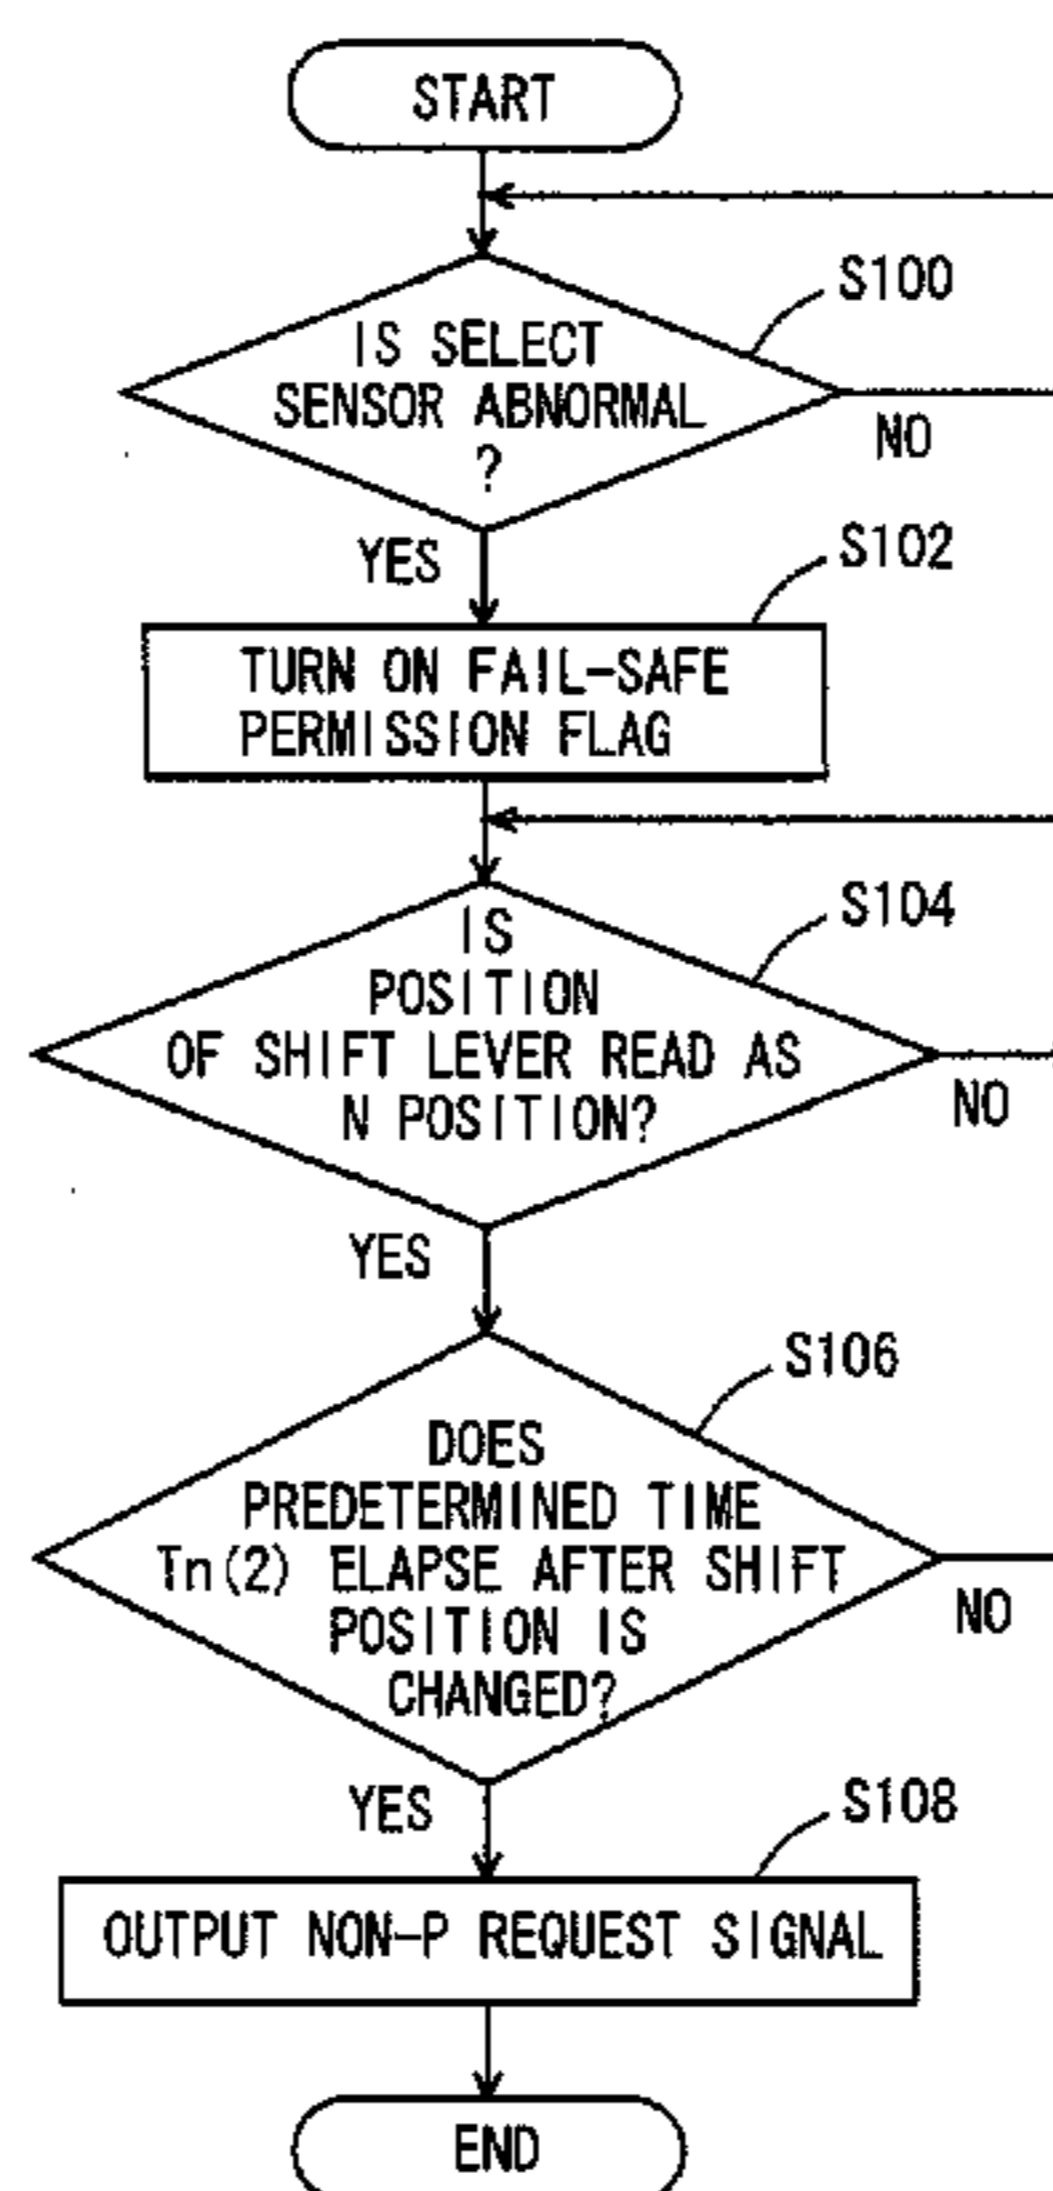 START
S100
IS SELECT
SENSOR ABNORMAL
?
NO
YES
S102
TURN ON FAIL-SAFE
PERMISSION FLAG
S104
IS
POSITION
OF SHIFT LEVER READ AS
N POSITION?
NO
YES
S106
DOES
PREDETERMINED TIME
Tn(2) ELAPSE AFTER SHIFT
POSITION IS
CHANGED?
NO
YES
S108
OUTPUT NON-P REQUEST SIGNAL
END